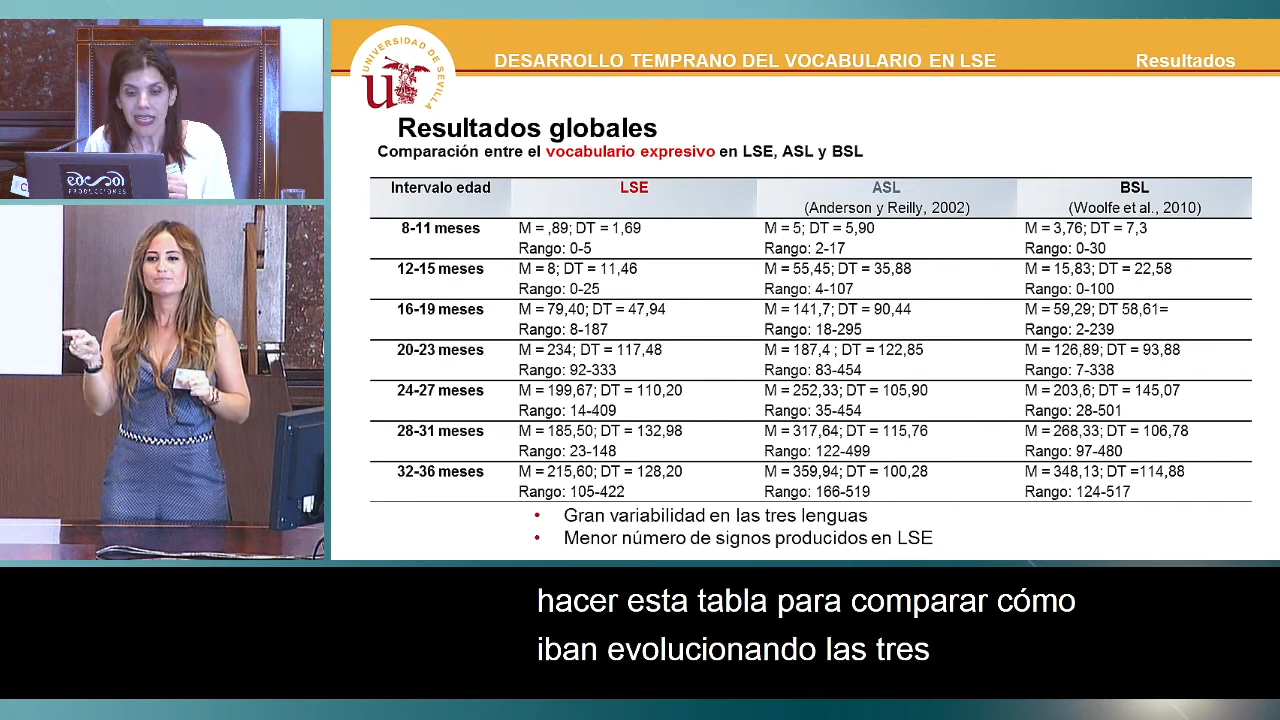 DESARROLLO TEMPRANO DEL VOCABULARIO EN LSE
Resultados
UNIVERSIDAD DE SEVILLA
Resultados globales
Comparación entre el vocabulario expresivo en LSE, ASL y BSL
Intervalo edad LSE ASL BSL
(Anderson y Reilly, 2002) (Woolfe et al., 2010)
8-11 meses M = ,89; DT = 1,69 M = 5; DT = 5,90 M = 3,76; DT = 7,3
Rango: 0-5 Rango: 2-17 Rango: 0-30
12-15 meses M = 8; DT = 11,46 M = 55,45; DT = 35,88 M = 15,83; DT = 22,58
Rango: 0-25 Rango: 4-107 Rango: 0-100
16-19 meses M = 79,40; DT = 47,94 M = 141,7; DT = 90,44 M = 59,29; DT 58,61=
Rango: 8-187 Rango: 18-295 Rango: 2-239
20-23 meses M = 234; DT = 117,48 M = 187,4 ; DT = 122,85 M = 126,89; DT = 93,88
Rango: 92-333 Rango: 83-454 Rango: 7-338
24-27 meses M = 199,67; DT = 110,20 M = 252,33; DT = 105,90 M = 203,6; DT = 145,07
Rango: 14-409 Rango: 35-454 Rango: 28-501
28-31 meses M = 185,50; DT = 132,98 M = 317,64; DT = 115,76 M = 268,33; DT = 106,78
Rango: 23-148 Rango: 122-499 Rango: 97-480
32-36 meses M = 215,60; DT = 128,20 M = 359,94; DT = 100,28 M = 348,13; DT =114,88
Rango: 105-422 Rango: 166-519 Rango: 124-517
• Gran variabilidad en las tres lenguas
• Menor número de signos producidos en LSE
PRODUCCIONES
hacer esta tabla para comparar cómo
iban evolucionando las tres